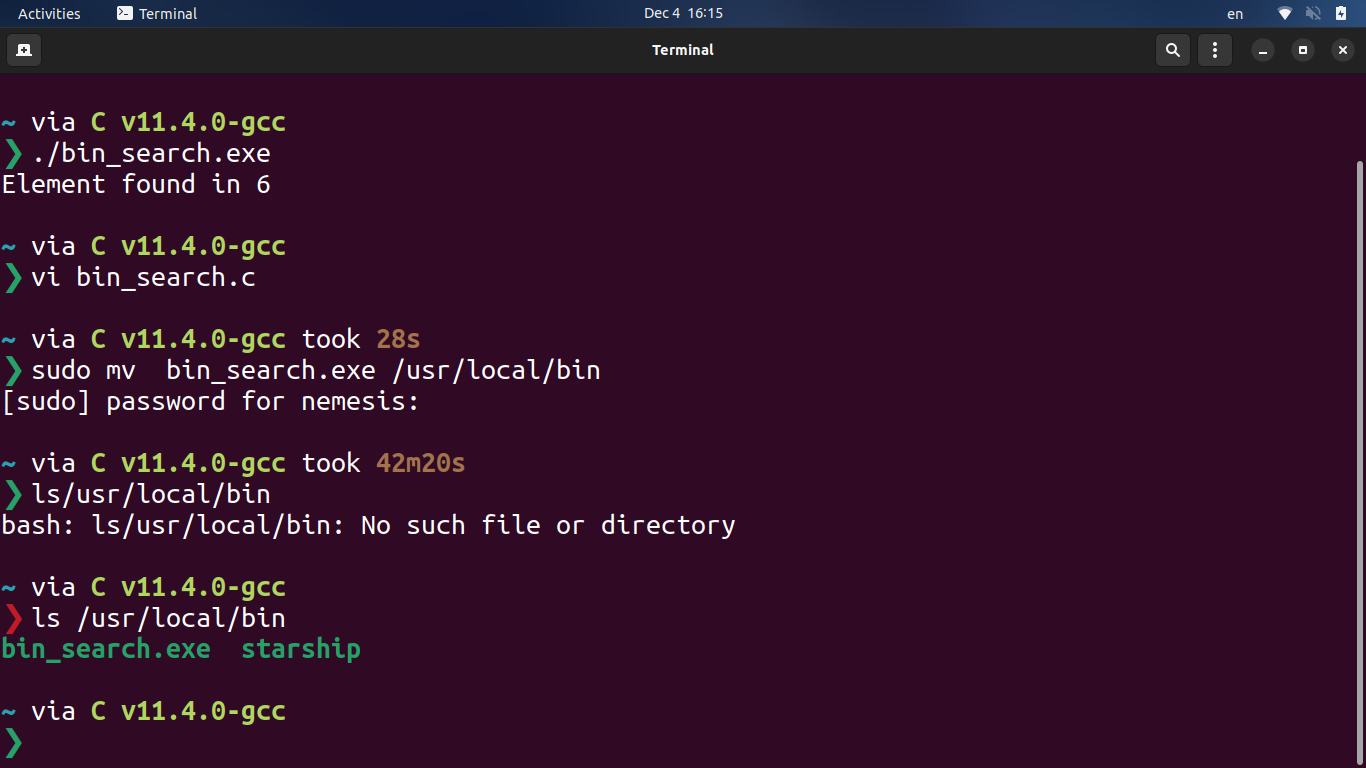 Activities Terminal Dec 4 16:15 en
Terminal
~ via C v11.4.0-gcc
❯ ./bin_search.exe
Element found in 6
~ via C v11.4.0-gcc
❯ vi bin_search.c
~ via C v11.4.0-gcc took 28s
❯ sudo mv  bin_search.exe /usr/local/bin
[sudo] password for nemesis:
~ via C v11.4.0-gcc took 42m20s
❯ ls/usr/local/bin
bash: ls/usr/local/bin: No such file or directory
~ via C v11.4.0-gcc
❯ ls /usr/local/bin
bin_search.exe  starship
~ via C v11.4.0-gcc
❯